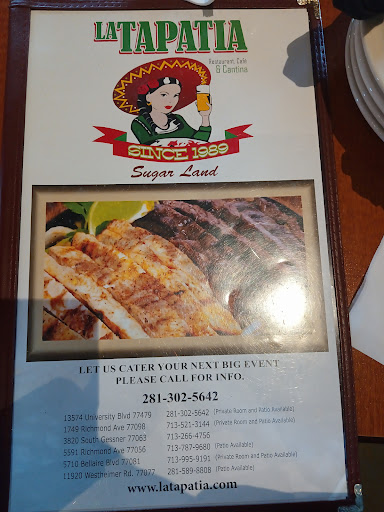 LA TAPATIA
Restaurant, Café
& Cantina
SINCE 1989
Sugar Land
LET US CATER YOUR NEXT BIG EVENT
PLEASE CALL FOR INFO.
281-302-5642
13574 University Blvd 77479 281-302-5642 (Private Room and Patio Available)
1749 Richmond Ave 77098 713-521-3144 (Private Room and Patio Available)
3820 South Gessner 77063 713-266-4756
5591 Richmond Ave 77056 713-787-9680 (Patio Available)
5710 Bellaire Blvd 77081 713-995-9191 (Private Room and Patio Available)
11920 Westheimer Rd. 77077 281-589-8808 (Patio Available)
www.latapatia.com